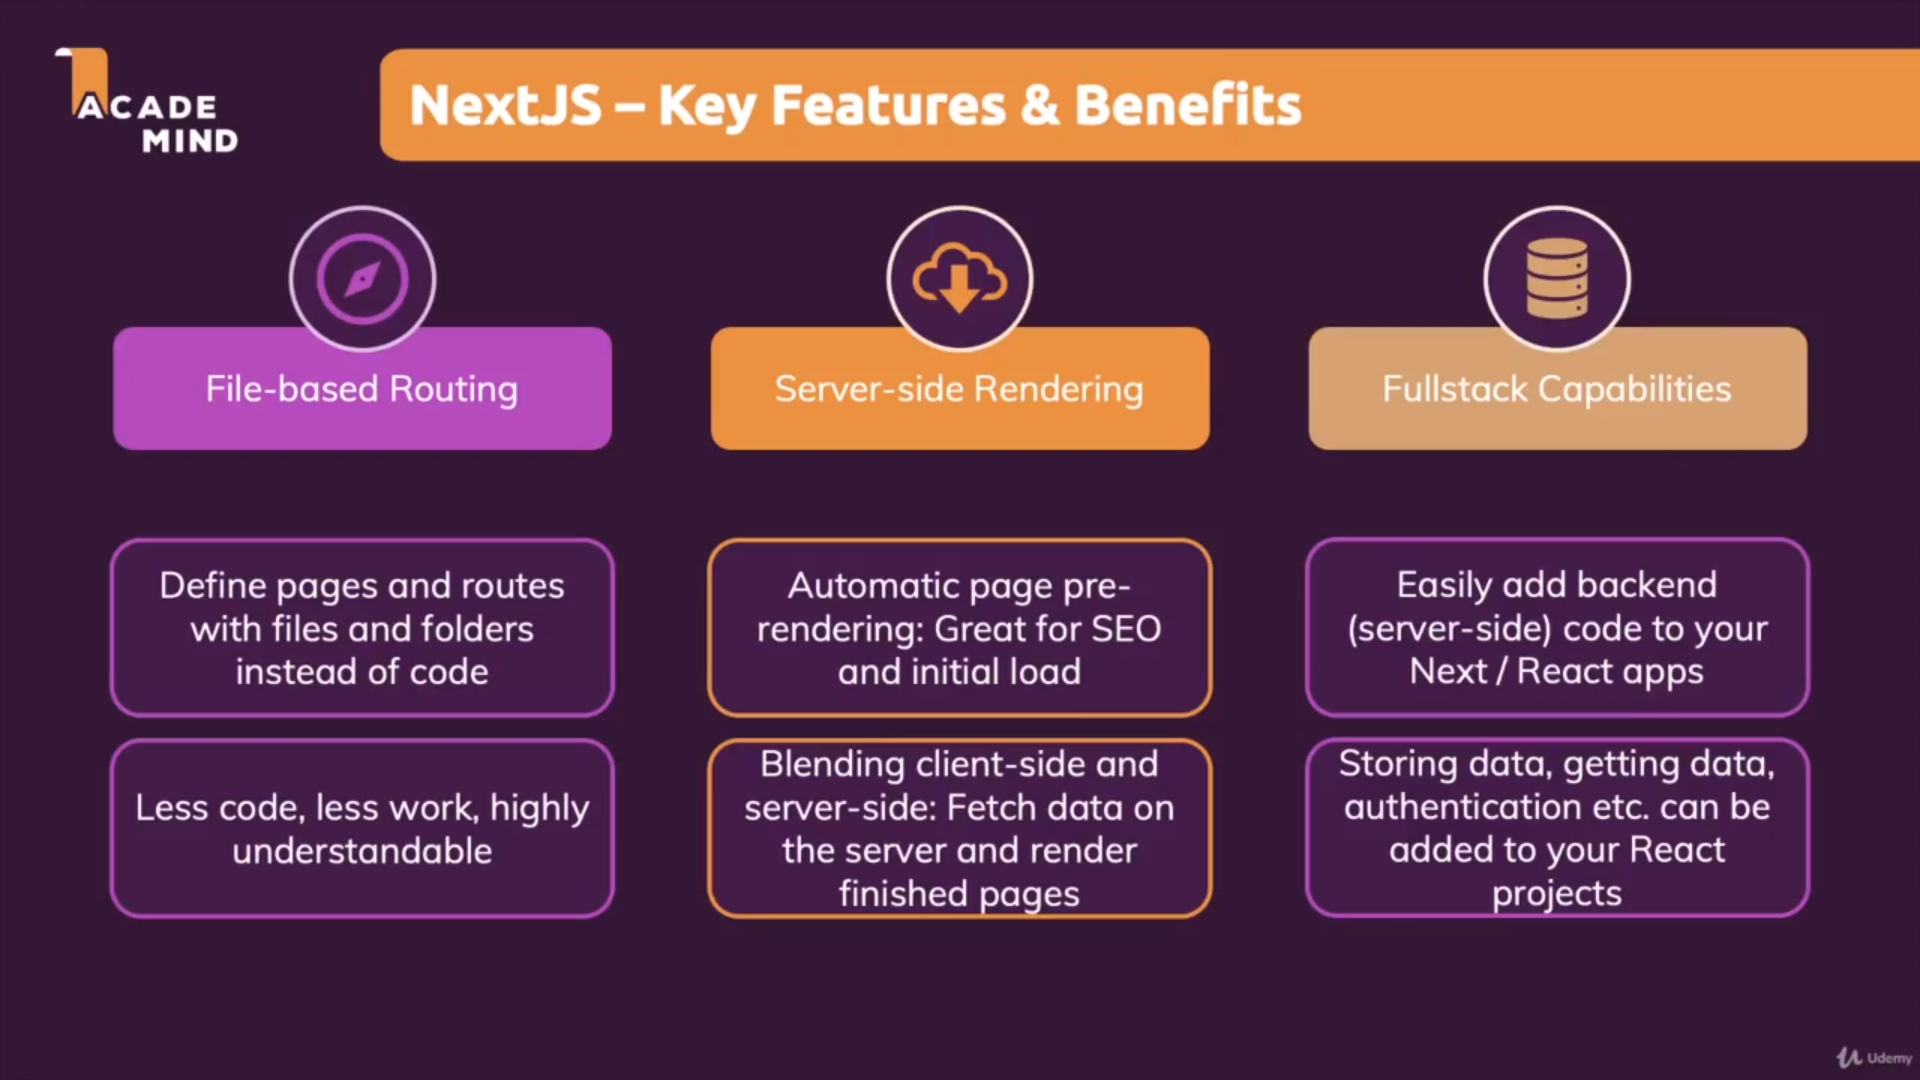 ACADE
MIND
NextJS – Key Features & Benefits
File-based Routing
Define pages and routes
with files and folders
instead of code
Less code, less work, highly
understandable
Server-side Rendering
Automatic page pre-
rendering: Great for SEO
and initial load
Blending client-side and
server-side: Fetch data on
the server and render
finished pages
Fullstack Capabilities
Easily add backend
(server-side) code to your
Next / React apps
Storing data, getting data,
authentication etc. can be
added to your React
projects
Udemy